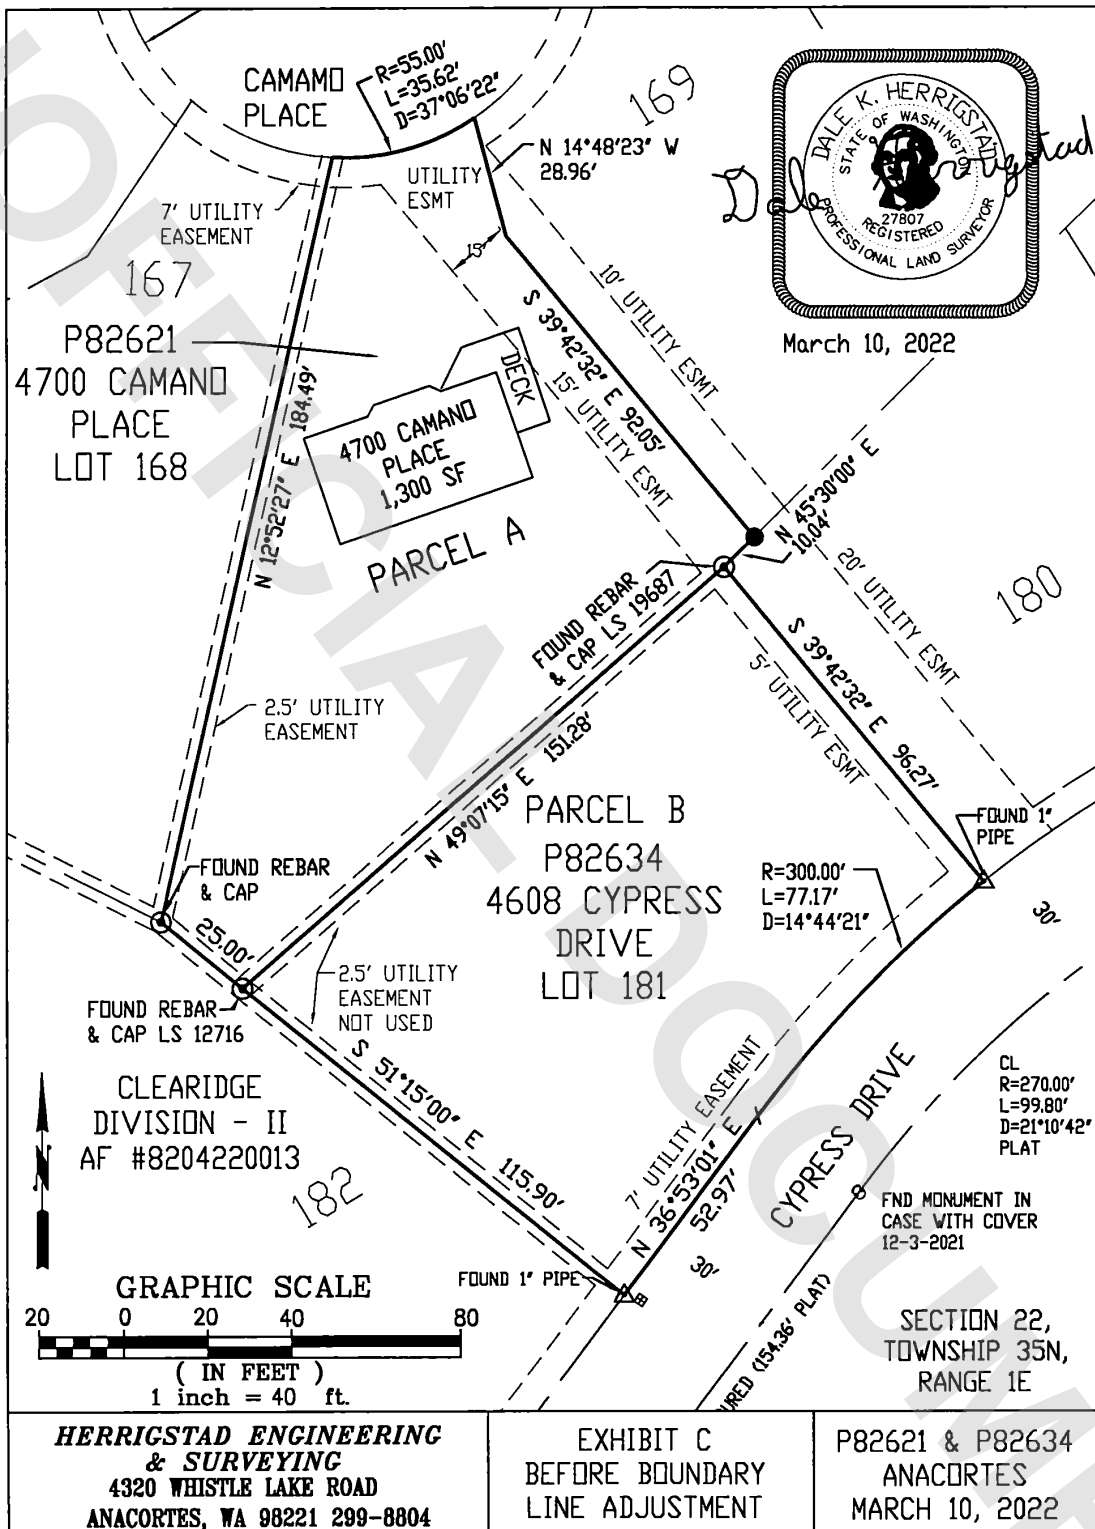 CAMAMO
PLACE
R=55.00'
L=35.62'
D=37°06'22"
169
N 14°48'23" W
28.96'
UTILITY
ESMT
7' UTILITY
EASEMENT
15'
167
DALE K. HERRIGSTAD
STATE OF WASHINGTON
27807
REGISTERED
PROFESSIONAL LAND SURVEYOR
Dale Herrigstad
March 10, 2022
P82621
4700 CAMANO
PLACE
LOT 168
10' UTILITY ESMT
S 39°42'32" E 92.05'
15' UTILITY ESMT
DECK
4700 CAMANO
PLACE
1,300 SF
N 12°52'27" E 184.49'
PARCEL A
N 45°30'00" E
10.04'
20' UTILITY ESMT
180
FOUND REBAR
& CAP LS 19687
S 39°42'32" E 96.27'
5' UTILITY ESMT
2.5' UTILITY
EASEMENT
N 49°07'15" E 151.28'
PARCEL B
P82634
4608 CYPRESS
DRIVE
LOT 181
FOUND 1"
PIPE
R=300.00'
L=77.17'
D=14°44'21"
30'
FOUND REBAR
& CAP
25.00'
2.5' UTILITY
EASEMENT
NOT USED
FOUND REBAR
& CAP LS 12716
S 51°15'00" E 115.90'
CLEARIDGE
DIVISION - II
AF #8204220013
182
N
7' UTILITY EASEMENT
N 36°53'01" E
52.97'
CYPRESS DRIVE
CL
R=270.00'
L=99.80'
D=21°10'42"
PLAT
FND MONUMENT IN
CASE WITH COVER
12-3-2021
30'
FOUND 1" PIPE
URED (154.36' PLAT)
GRAPHIC SCALE
20 0 20 40 80
( IN FEET )
1 inch = 40 ft.
SECTION 22,
TOWNSHIP 35N,
RANGE 1E
HERRIGSTAD ENGINEERING
& SURVEYING
4320 WHISTLE LAKE ROAD
ANACORTES, WA 98221 299-8804
EXHIBIT C
BEFORE BOUNDARY
LINE ADJUSTMENT
P82621 & P82634
ANACORTES
MARCH 10, 2022
UNOFFICIAL DOCUMENT